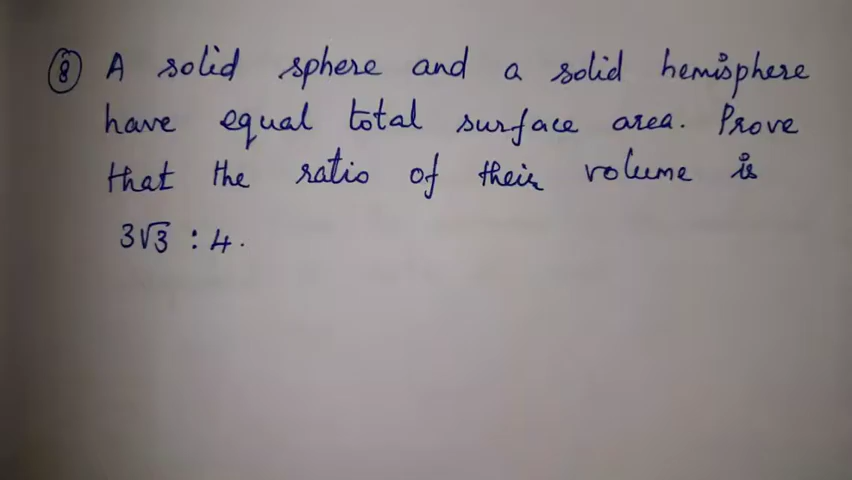 ⑧ A solid sphere and a solid hemisphere
have equal total surface area. Prove
that the ratio of their volume is
3√3 : 4.